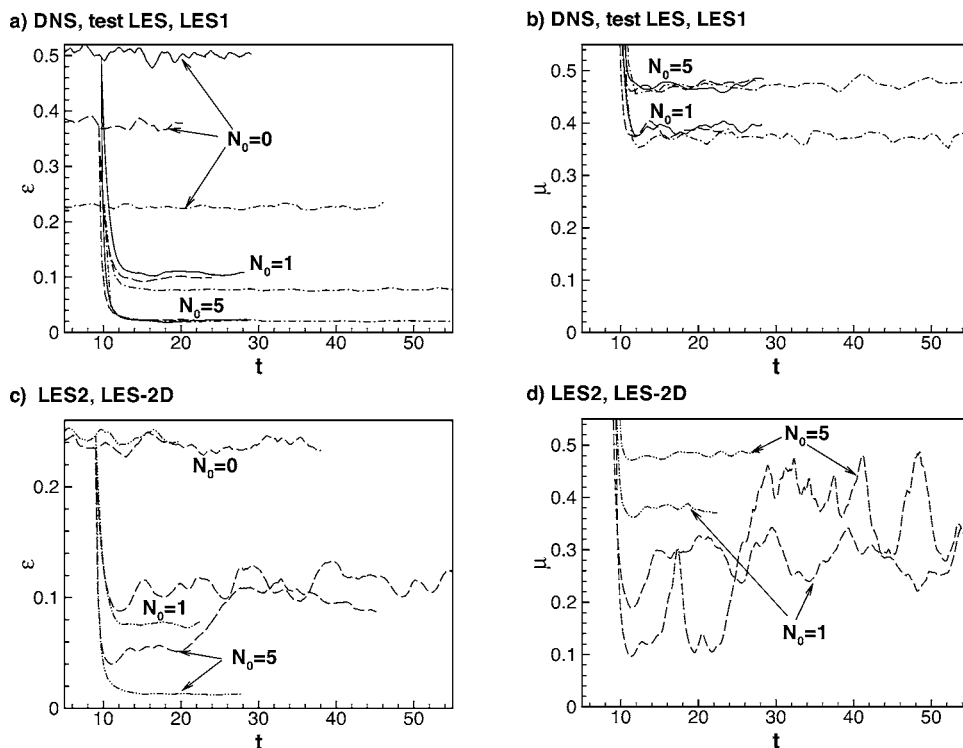 a) DNS, test LES, LES1
0.5
0.4
0.3
0.2
0.1
0
ε
N₀=0
N₀=1
N₀=5
10 20 30 40 50
t
b) DNS, test LES, LES1
0.5
0.4
0.3
0.2
0.1
0
μ
N₀=5
N₀=1
10 20 30 40 50
t
c) LES2, LES-2D
0.2
0.1
0
ε
N₀=0
N₀=1
N₀=5
10 20 30 40 50
t
d) LES2, LES-2D
0.5
0.4
0.3
0.2
0.1
0
μ
N₀=5
N₀=1
10 20 30 40 50
t